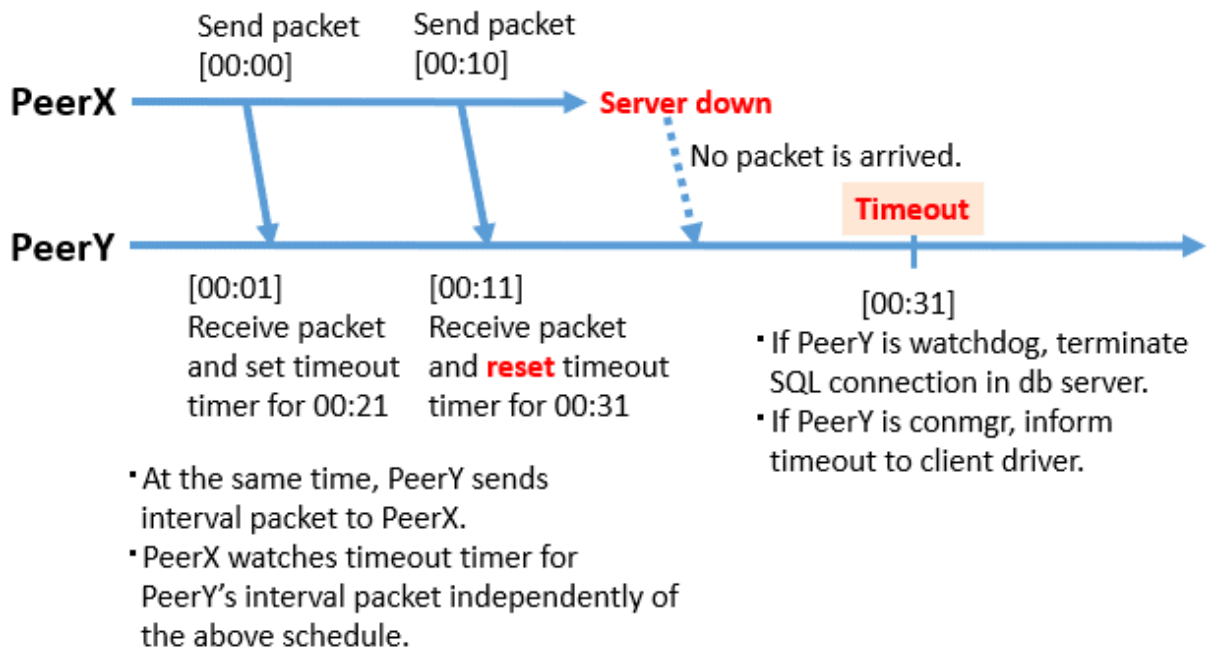 Send packet
[00:00]
Send packet
[00:10]
PeerX
Server down
No packet is arrived.
Timeout
PeerY
[00:01]
Receive packet
and set timeout
timer for 00:21
[00:11]
Receive packet
and reset timeout
timer for 00:31
[00:31]
・If PeerY is watchdog, terminate
SQL connection in db server.
・If PeerY is conmgr, inform
timeout to client driver.
・At the same time, PeerY sends
interval packet to PeerX.
・PeerX watches timeout timer for
PeerY’s interval packet independently of
the above schedule.